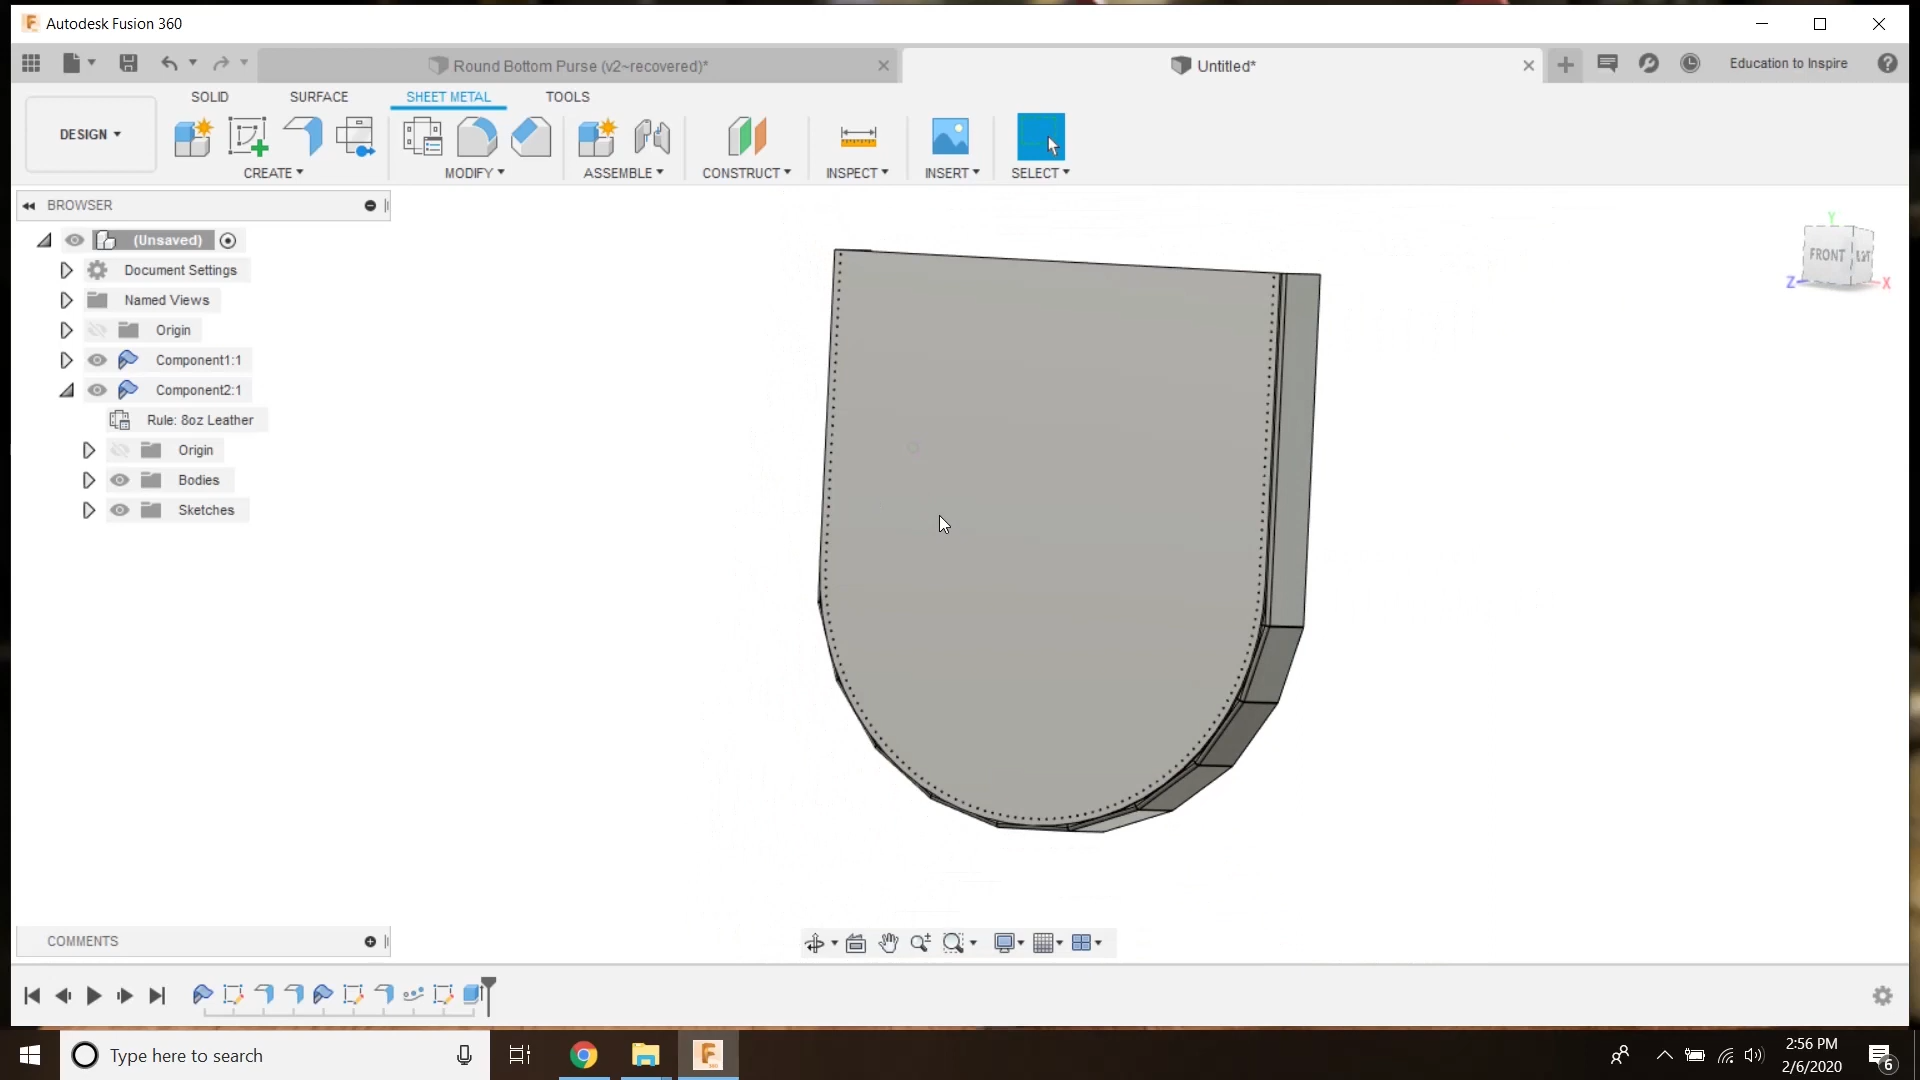 Autodesk Fusion 360
Round Bottom Purse (v2~recovered)*
Untitled*
Education to Inspire
DESIGN
SOLID
SURFACE
SHEET METAL
TOOLS
CREATE
MODIFY
ASSEMBLE
CONSTRUCT
INSPECT
INSERT
SELECT
BROWSER
(Unsaved)
Document Settings
Named Views
Origin
Component1:1
Component2:1
Rule: 8oz Leather
Origin
Bodies
Sketches
Y
FRONT
Z
X
COMMENTS
Type here to search
2:56 PM
2/6/2020
6